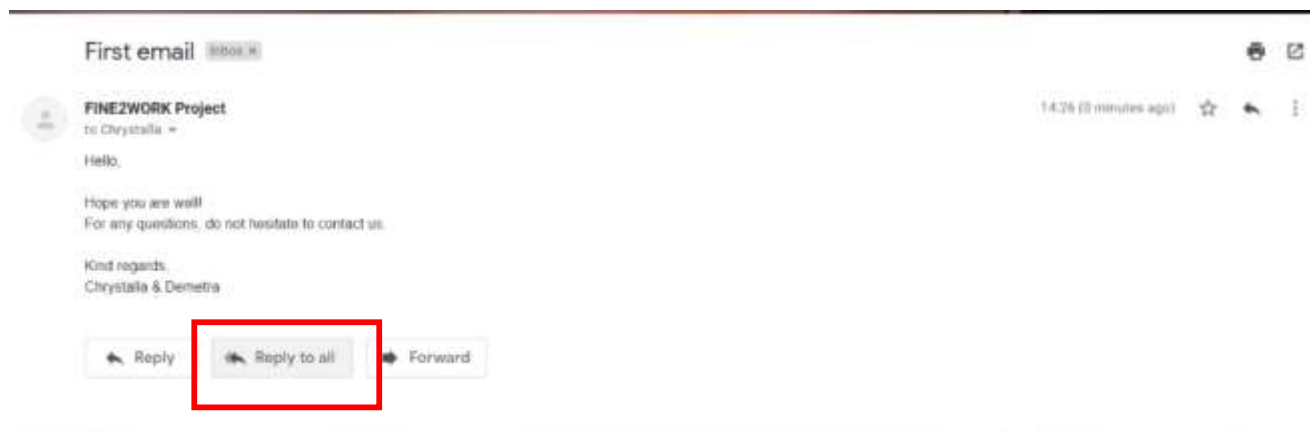 First email Inbox x
FINE2WORK Project
14:26 (0 minutes ago)
to Chrystalla
Hello,
Hope you are well!
For any questions, do not hesitate to contact us.
Kind regards,
Chrystalla & Demetra
Reply
Reply to all
Forward